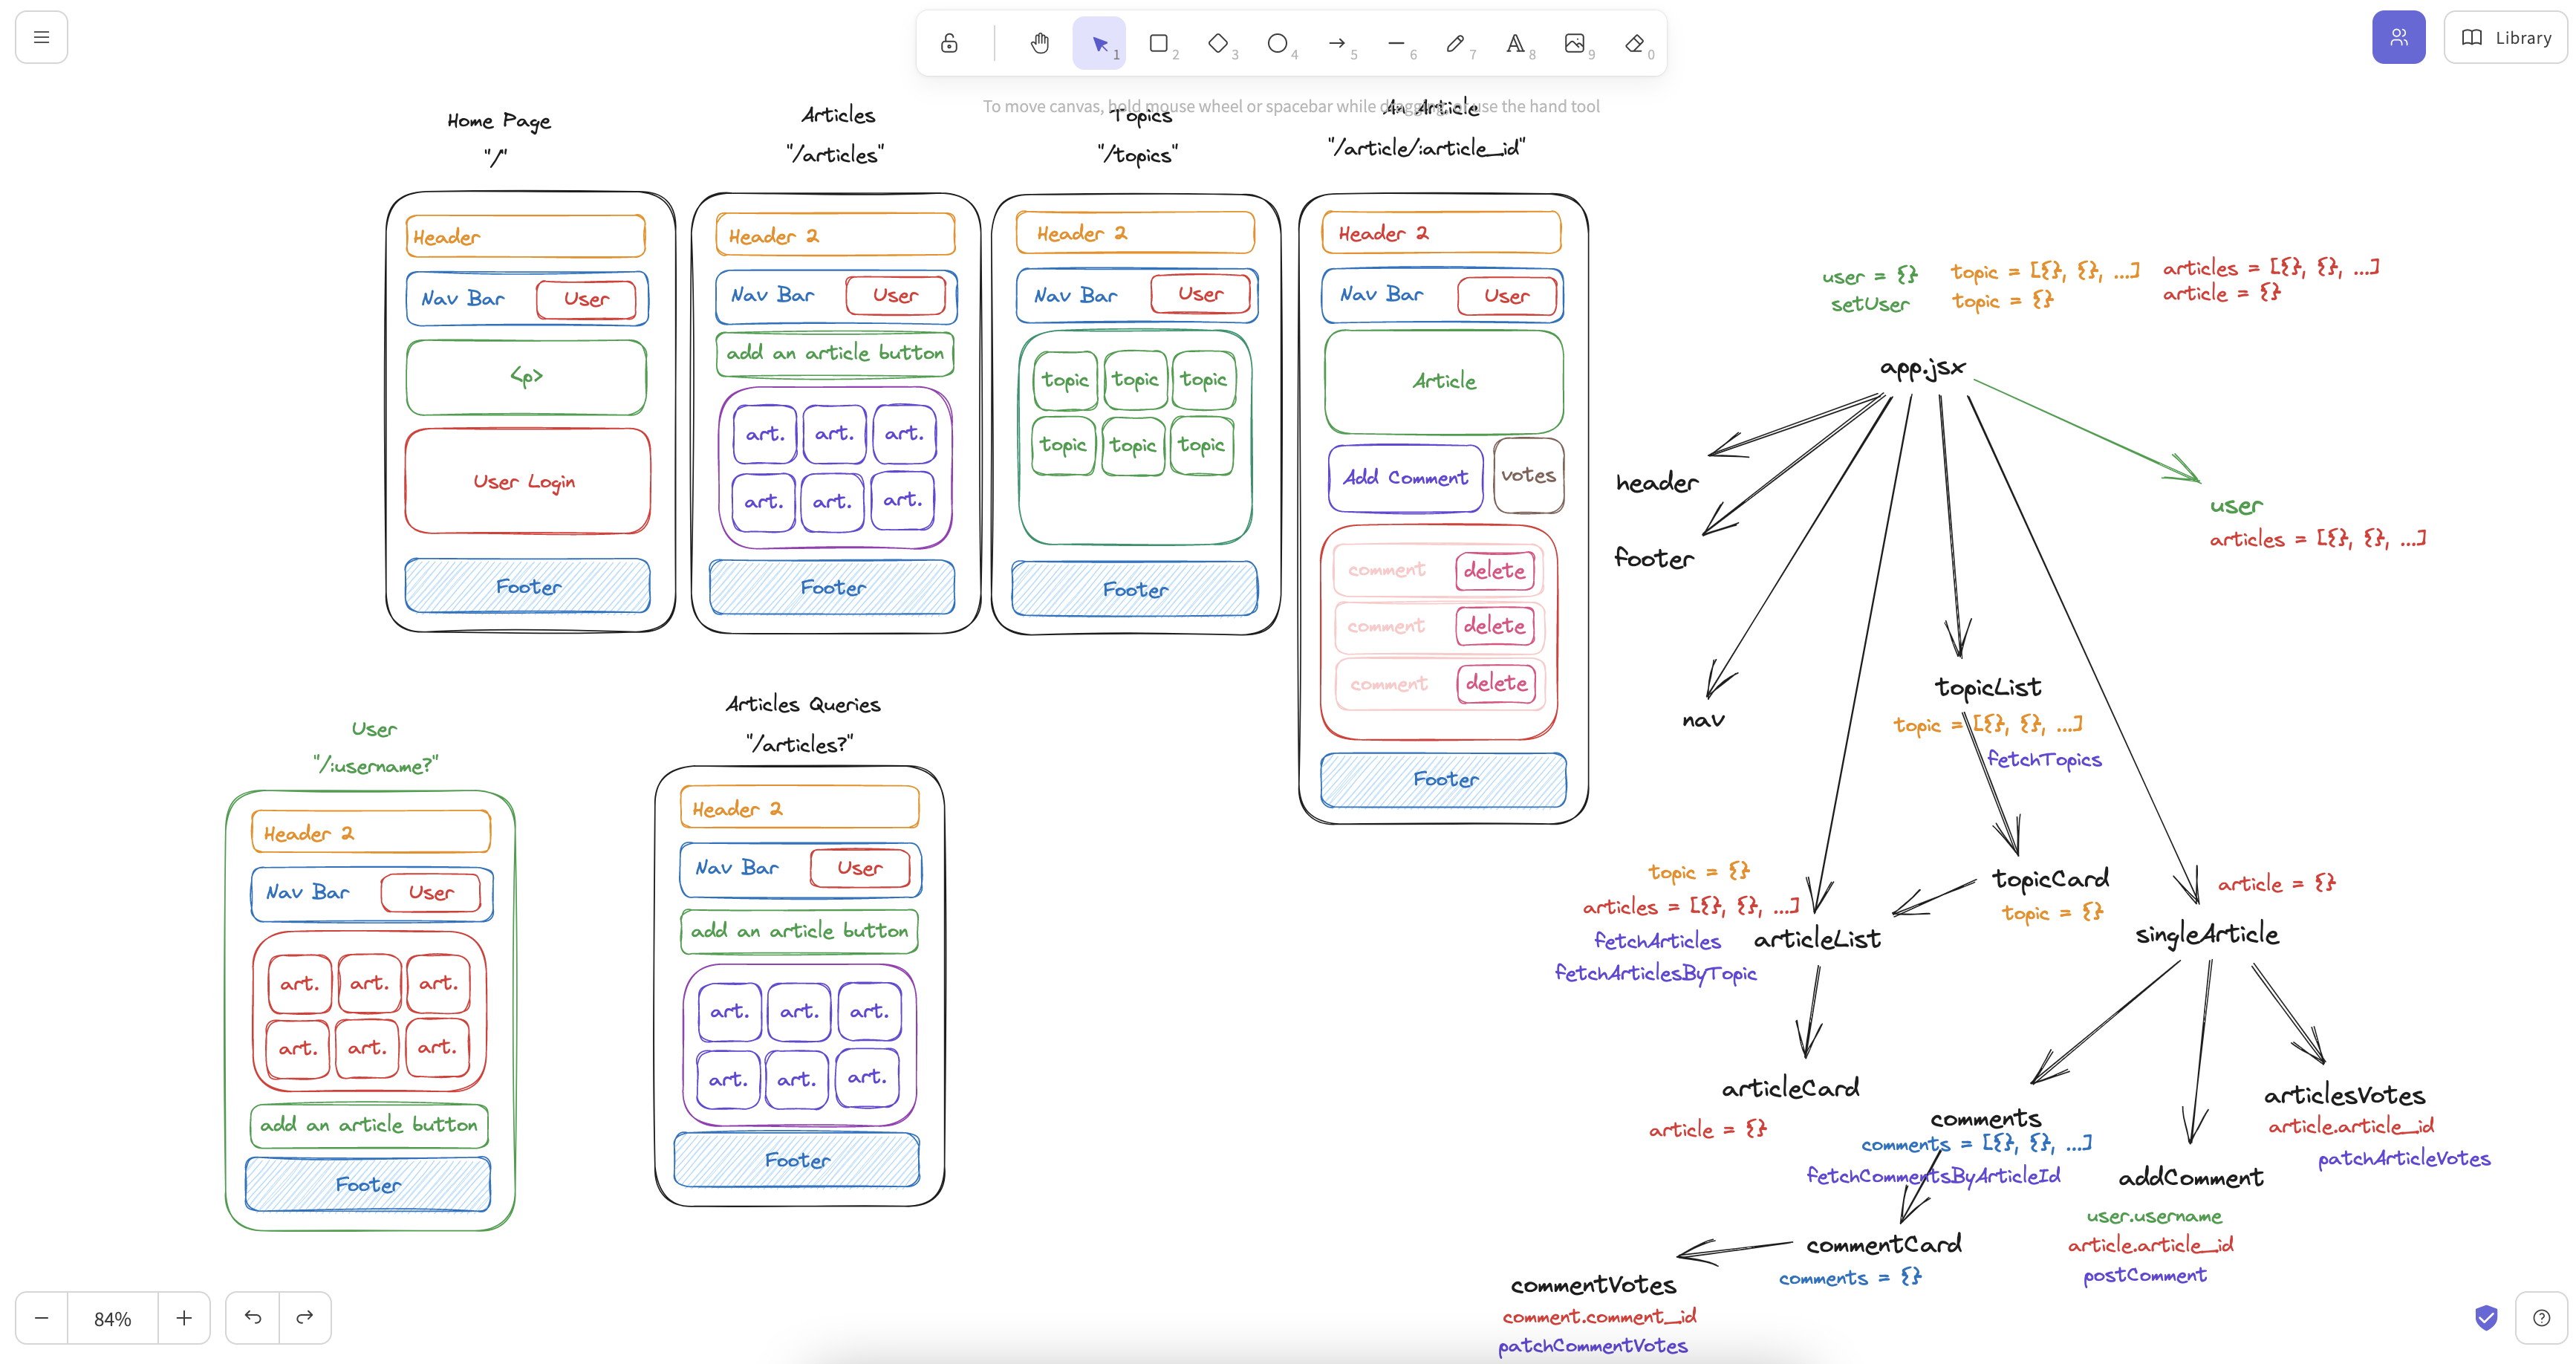 1
2
3
4
5
6
7
8
9
0
Library
To move canvas, hold mouse wheel or spacebar while dragging, or use the hand tool
Home Page
"/"
Header
Nav Bar
User
<p>
User Login
Footer
Articles
"/articles"
Header 2
Nav Bar
User
add an article button
art. art. art.
art. art. art.
Footer
Topics
"/topics"
Header 2
Nav Bar
User
topic topic topic
topic topic topic
Footer
An Article
"/article/:article_id"
Header 2
Nav Bar
User
Article
Add Comment
votes
comment delete
comment delete
comment delete
Footer
User
"/:username?"
Header 2
Nav Bar
User
art. art. art.
art. art. art.
add an article button
Footer
Articles Queries
"/articles?"
Header 2
Nav Bar
User
add an article button
art. art. art.
art. art. art.
Footer
user = {}
setUser
topic = [{}, {}, ...]
topic = {}
articles = [{}, {}, ...]
article = {}
app.jsx
header
footer
nav
user
articles = [{}, {}, ...]
topicList
topic = [{}, {}, ...]
fetchTopics
topicCard
topic = {}
topic = {}
articles = [{}, {}, ...]
fetchArticles
fetchArticlesByTopic
articleList
articleCard
article = {}
article = {}
singleArticle
comments
comments = [{}, {}, ...]
fetchCommentsByArticleId
commentCard
comments = {}
commentVotes
comment.comment_id
patchCommentVotes
addComment
user.username
article.article_id
postComment
articlesVotes
article.article_id
patchArticleVotes
84%